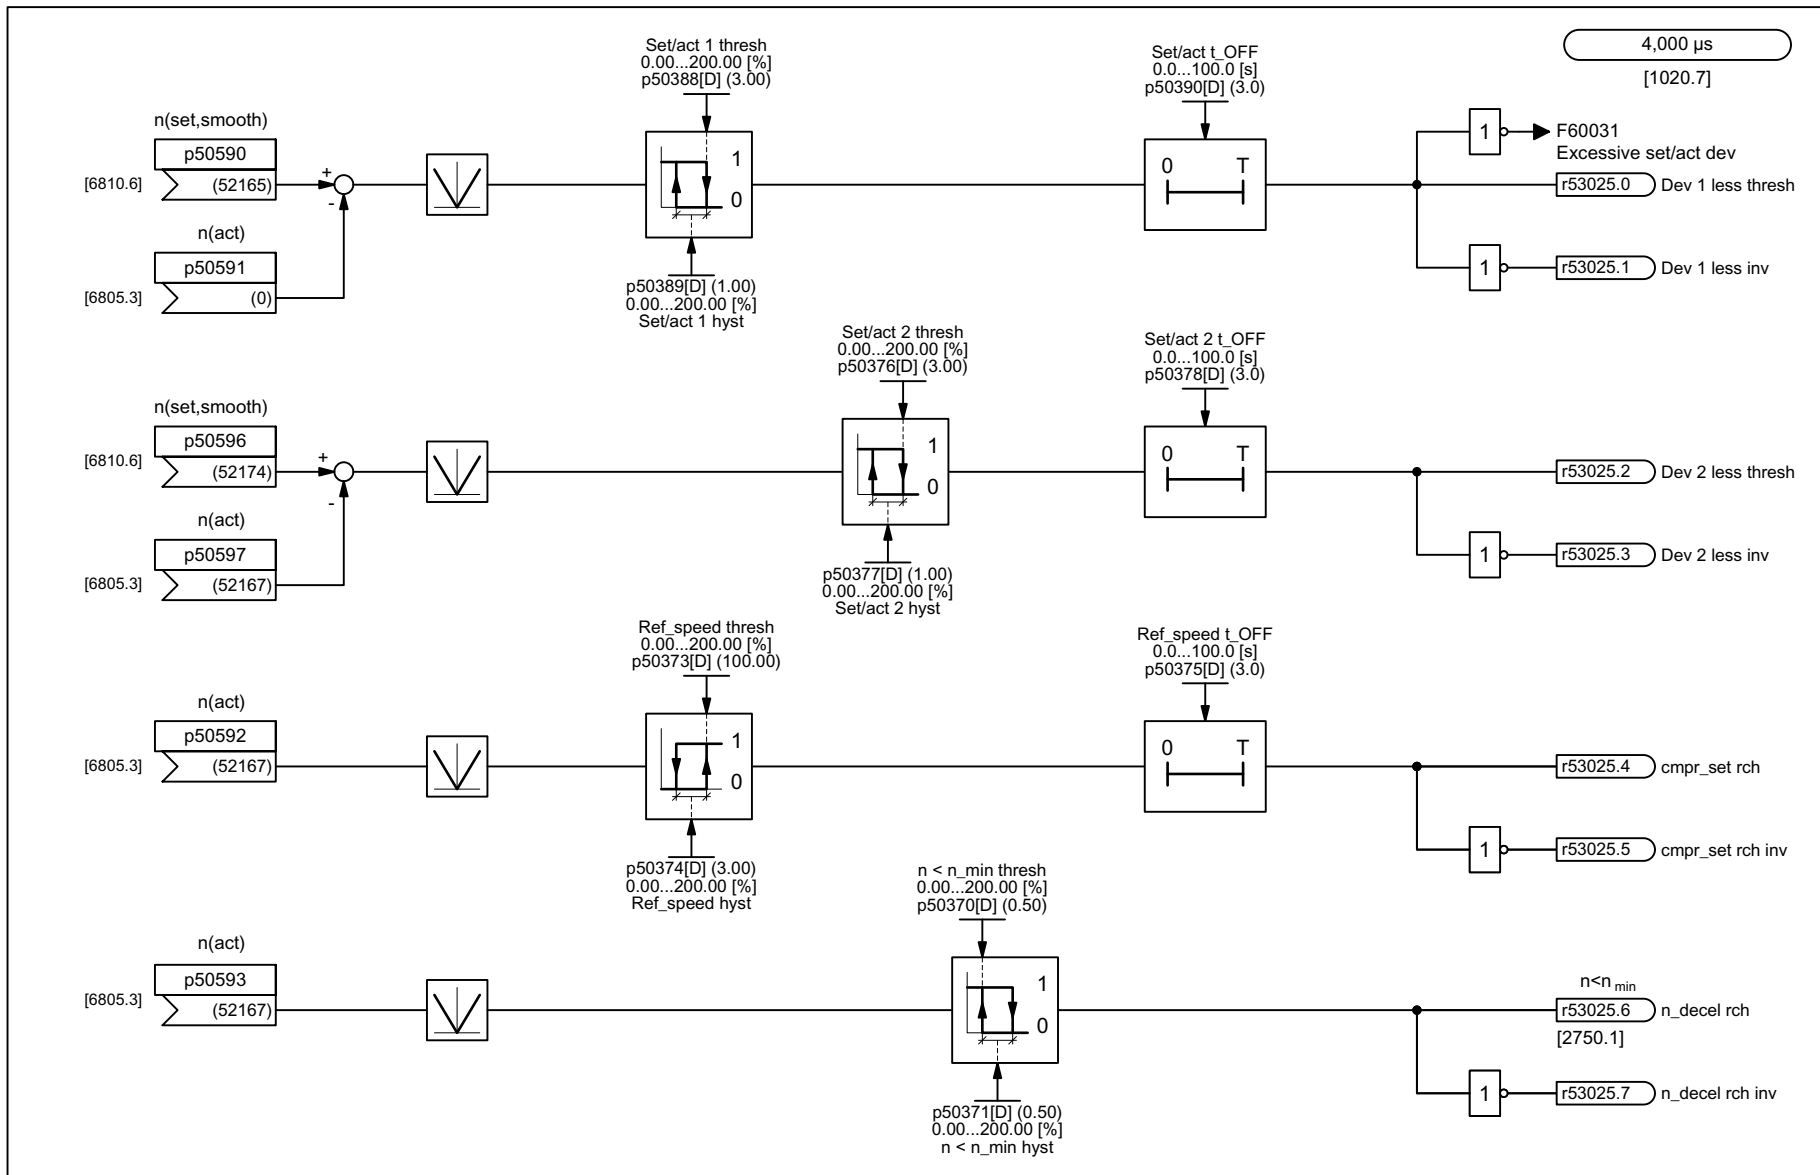 4,000 µs
[1020.7]
Set/act 1 thresh
0.00...200.00 [%]
p50388[D] (3.00)
Set/act t_OFF
0.0...100.0 [s]
p50390[D] (3.0)
n(set,smooth)
p50590
[6810.6]
(52165)
+
-
1
0
0
T
1
F60031
Excessive set/act dev
r53025.0
Dev 1 less thresh
n(act)
p50591
[6805.3]
(0)
p50389[D] (1.00)
0.00...200.00 [%]
Set/act 1 hyst
1
r53025.1
Dev 1 less inv
Set/act 2 thresh
0.00...200.00 [%]
p50376[D] (3.00)
Set/act 2 t_OFF
0.0...100.0 [s]
p50378[D] (3.0)
n(set,smooth)
p50596
[6810.6]
(52174)
+
-
1
0
0
T
r53025.2
Dev 2 less thresh
n(act)
p50597
[6805.3]
(52167)
p50377[D] (1.00)
0.00...200.00 [%]
Set/act 2 hyst
1
r53025.3
Dev 2 less inv
Ref_speed thresh
0.00...200.00 [%]
p50373[D] (100.00)
Ref_speed t_OFF
0.0...100.0 [s]
p50375[D] (3.0)
n(act)
p50592
[6805.3]
(52167)
1
0
0
T
r53025.4
cmpr_set rch
p50374[D] (3.00)
0.00...200.00 [%]
Ref_speed hyst
1
r53025.5
cmpr_set rch inv
n < n_min thresh
0.00...200.00 [%]
p50370[D] (0.50)
n(act)
p50593
[6805.3]
(52167)
1
0
n<n min
r53025.6
n_decel rch
[2750.1]
p50371[D] (0.50)
0.00...200.00 [%]
n < n_min hyst
1
r53025.7
n_decel rch inv